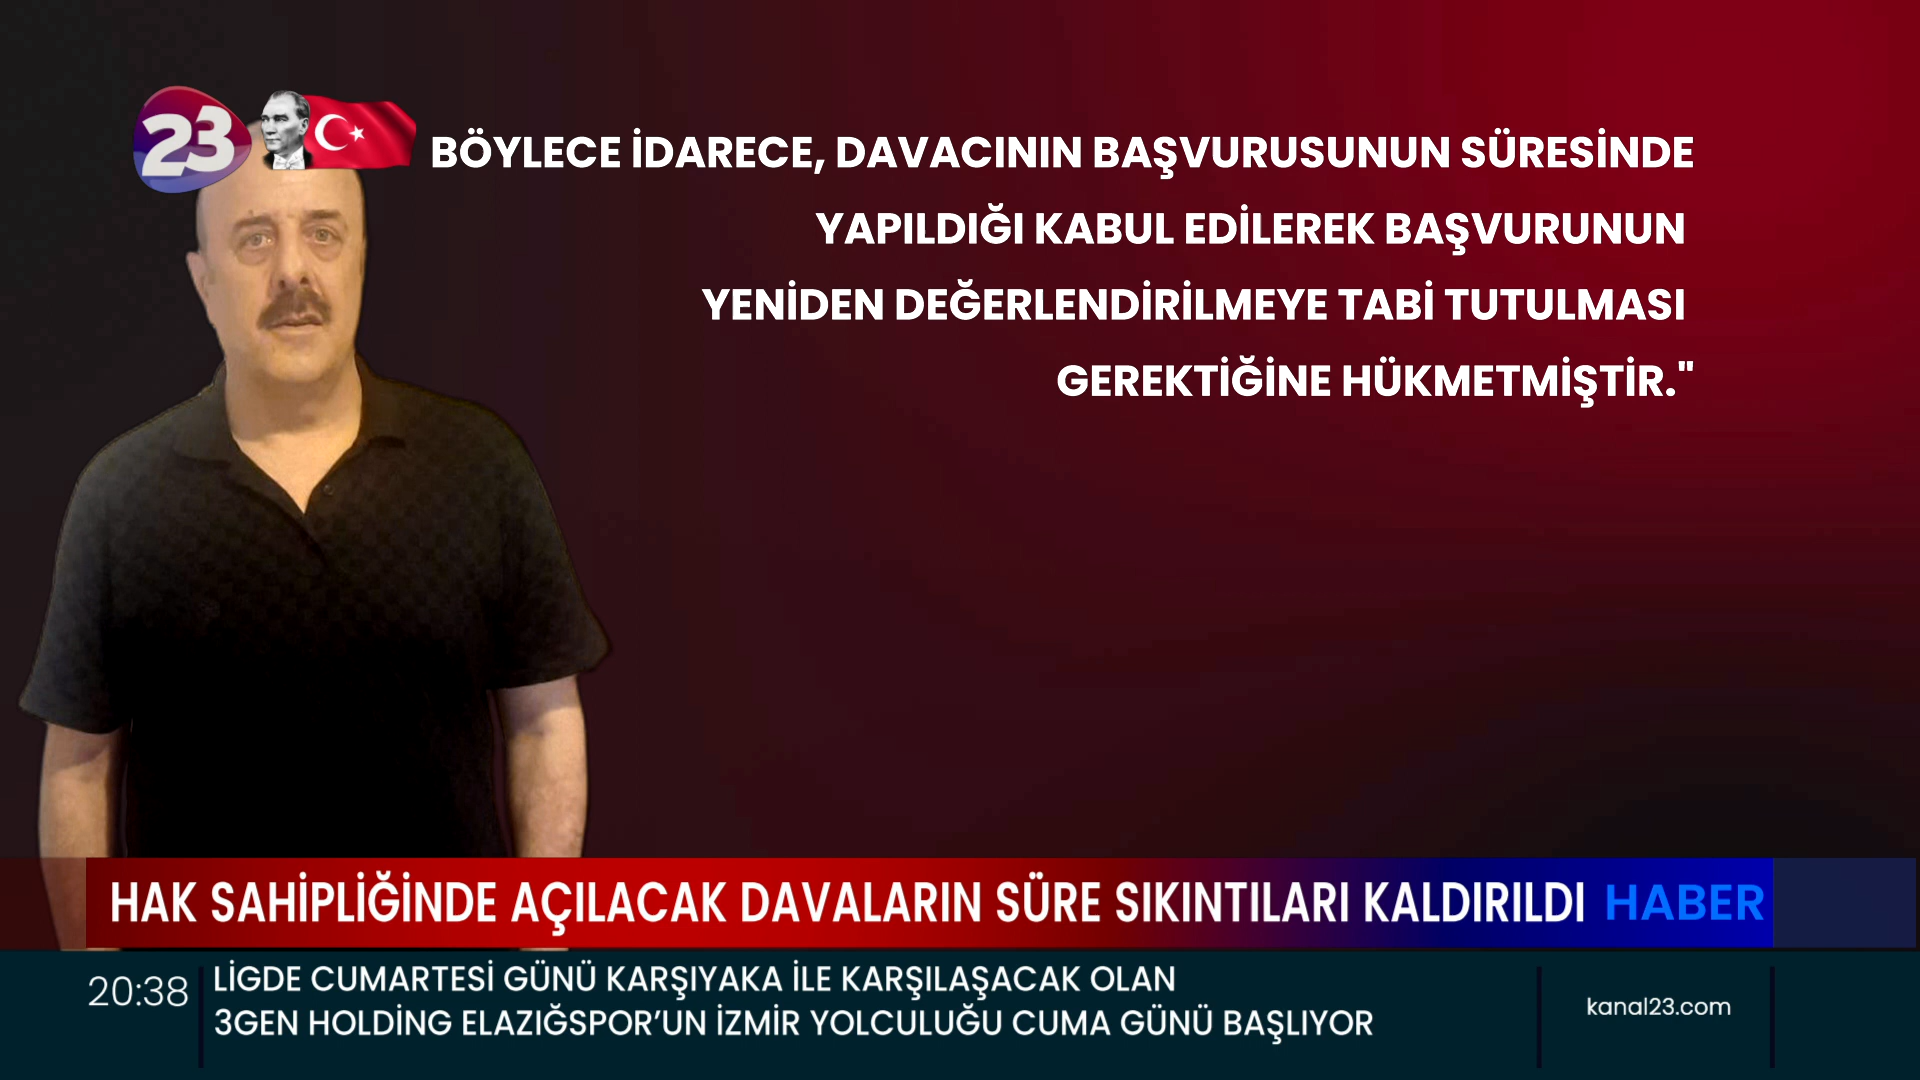 23
BÖYLECE İDARECE, DAVACININ BAŞVURUSUNUN SÜRESİNDE
YAPILDIĞI KABUL EDİLEREK BAŞVURUNUN
YENİDEN DEĞERLENDİRİLMEYE TABİ TUTULMASI
GEREKTİĞİNE HÜKMETMİŞTİR."
HAK SAHİPLİĞİNDE AÇILACAK DAVALARIN SÜRE SIKINTILARI KALDIRILDI HABER
20:38
LİGDE CUMARTESİ GÜNÜ KARŞIYAKA İLE KARŞILAŞACAK OLAN
3GEN HOLDİNG ELAZIĞSPOR’UN İZMİR YOLCULUĞU CUMA GÜNÜ BAŞLIYOR
kanal23.com